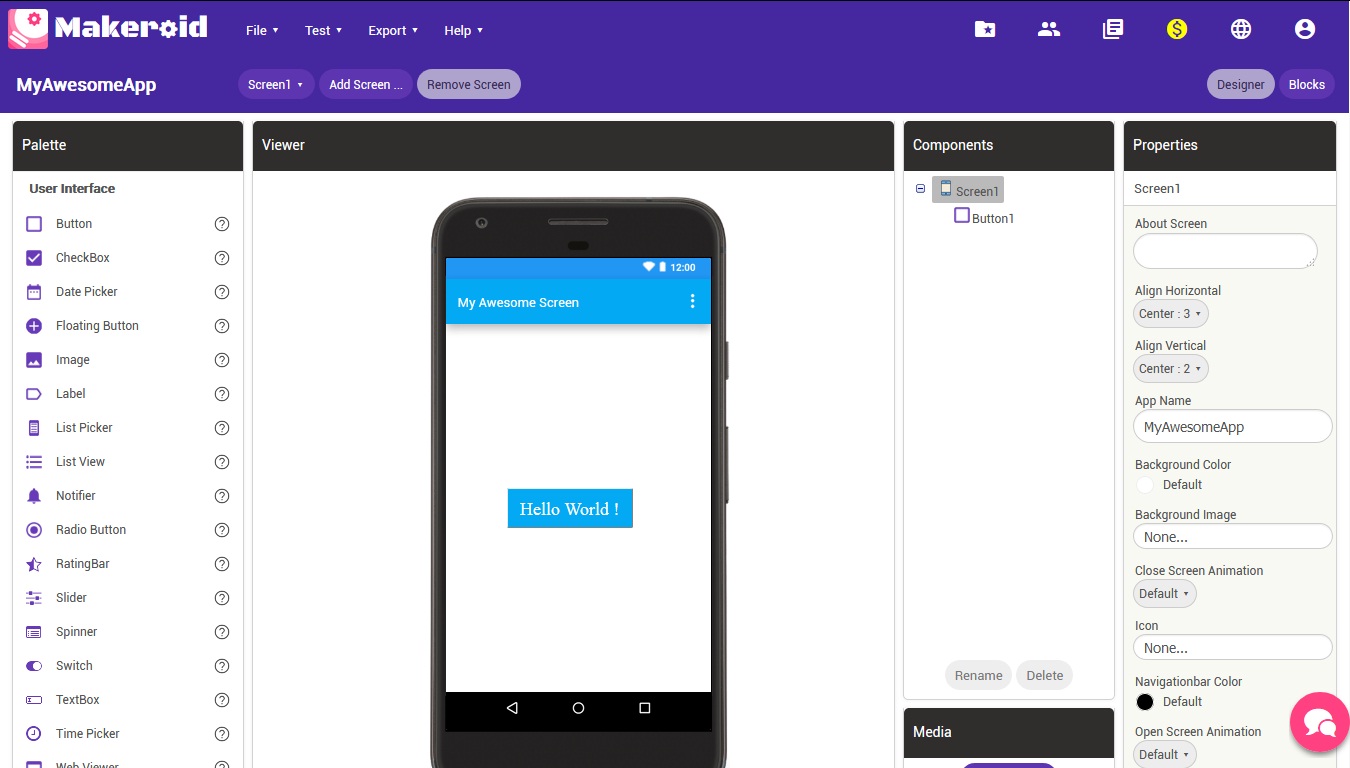 Makeroid
File
Test
Export
Help
MyAwesomeApp
Screen1
Add Screen ...
Remove Screen
Designer
Blocks
Palette
User Interface
Button
CheckBox
Date Picker
Floating Button
Image
Label
List Picker
List View
Notifier
Radio Button
RatingBar
Slider
Spinner
Switch
TextBox
Time Picker
Web Viewer
Viewer
12:00
My Awesome Screen
Hello World !
Components
Screen1
Button1
Rename
Delete
Media
Properties
Screen1
About Screen
Align Horizontal
Center : 3
Align Vertical
Center : 2
App Name
MyAwesomeApp
Background Color
Default
Background Image
None...
Close Screen Animation
Default
Icon
None...
Navigationbar Color
Default
Open Screen Animation
Default